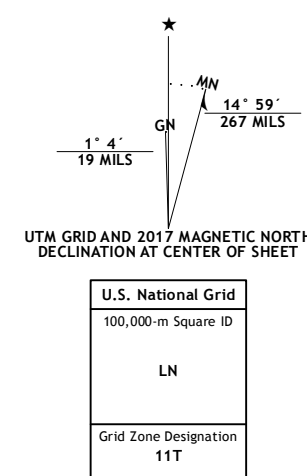 MN
GN
14° 59´
267 MILS
1° 4´
19 MILS
UTM GRID AND 2017 MAGNETIC NORTH
DECLINATION AT CENTER OF SHEET
U.S. National Grid
100,000-m Square ID
LN
Grid Zone Designation
11T